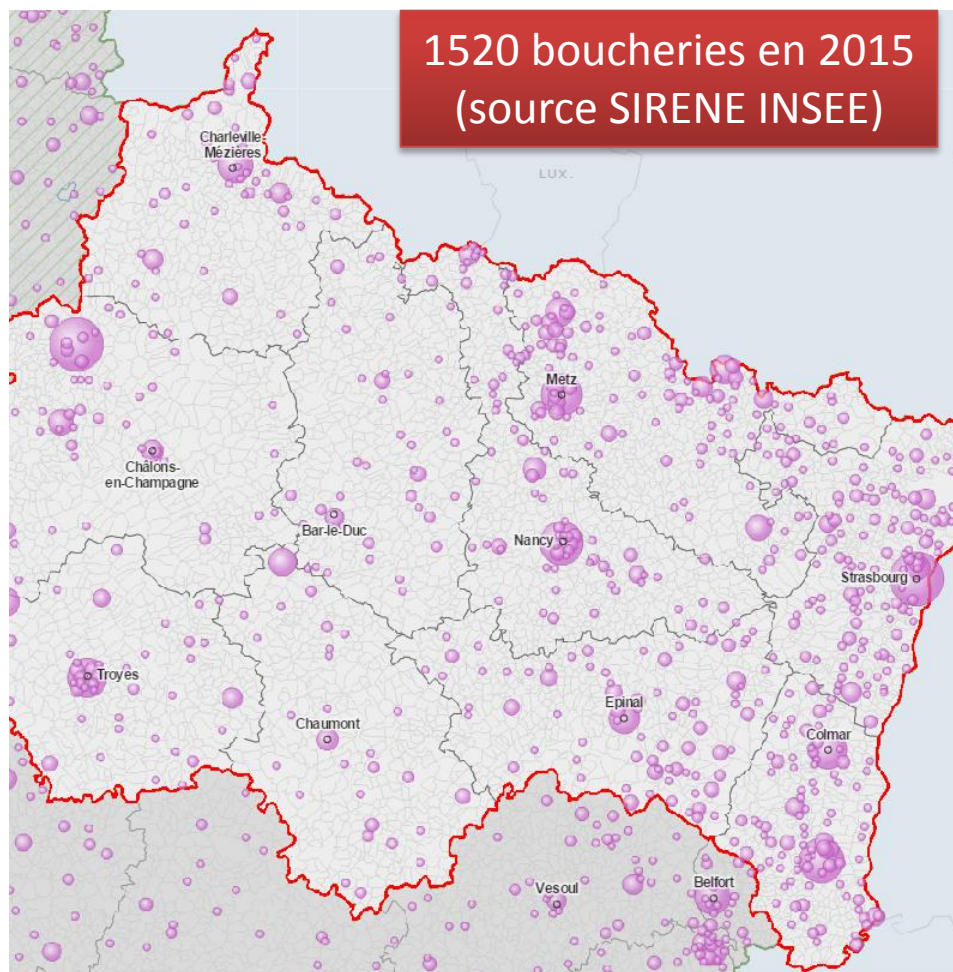 1520 boucheries en 2015
(source SIRENE INSEE)
Charleville-
Mézières
LUX.
Metz
Châlons-
en-Champagne
Bar-le-Duc
Nancy
Strasbourg
Troyes
Chaumont
Epinal
Colmar
Vesoul
Belfort